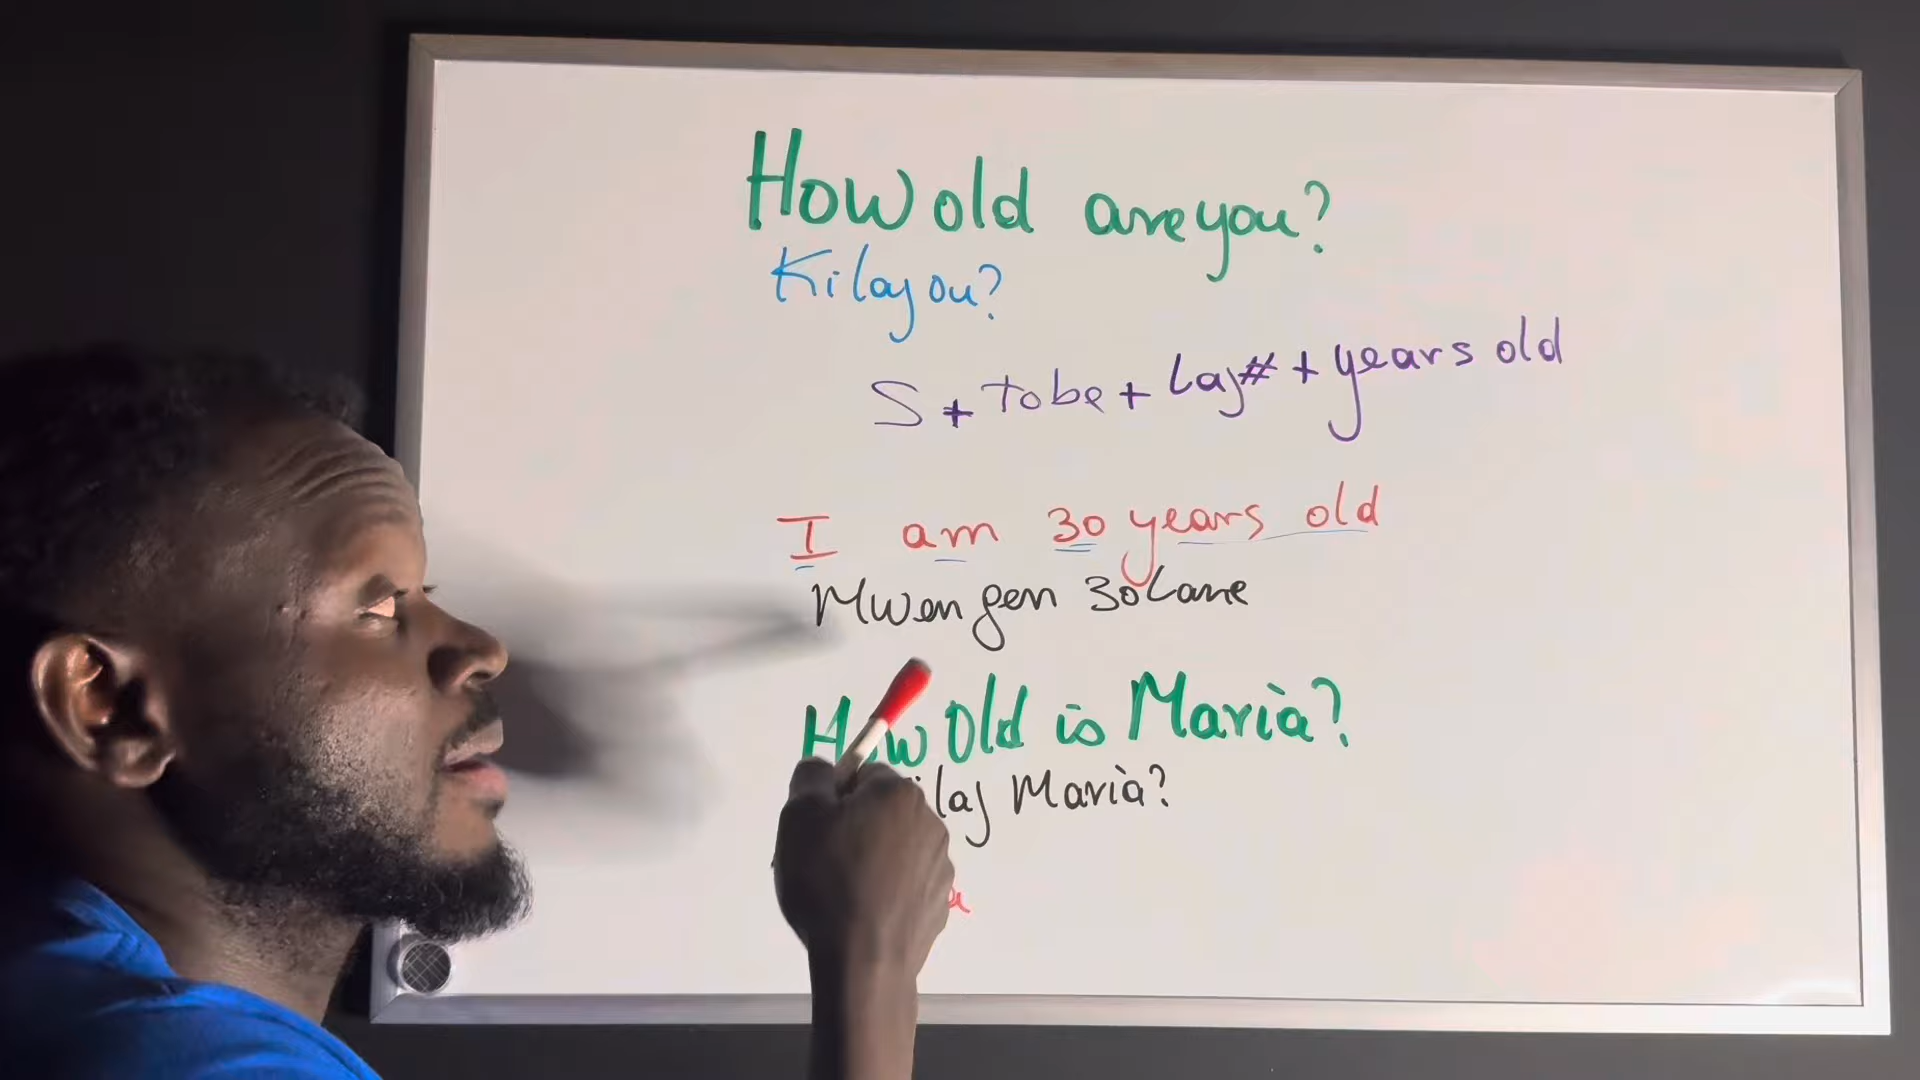 How old are you?
Ki laj ou?
S + to be + Laj # + years old
I am 30 years old
Mwen gen 30 Lane
How Old is Maria?
laj Maria?